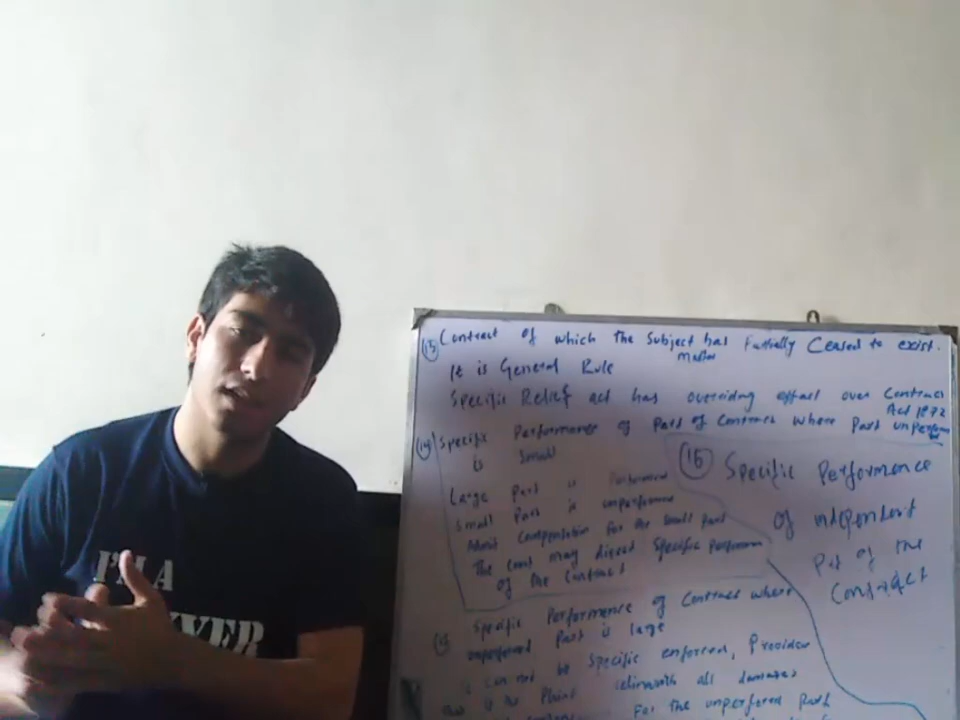 (13) Contract of which the Subject has Partially Ceased to exist.
matter
It is General Rule
Specific Relief act has overriding effect over Contract
Act 1872
(14) Specific Performance of Part of Contract where Part unperformed
is Small
Large Part is Performed
Small Part is unperformed
Admit Compensation for the Small Part
The Court may direct Specific Performance
of the Contract
(16) Specific Performance
of independent
Part of the
Contract
(15) Specific Performance of Contract where
unperformed Part is large
can not be Specific enforced, Provided
is the Plaint all damages
For the unperformed Part
I'M A